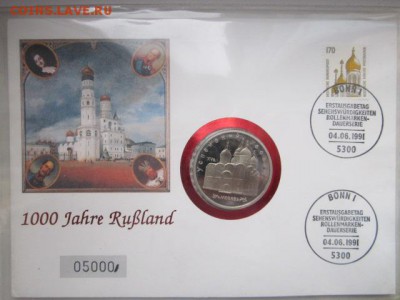 COINS.LAW.RU
170
BONN 1
ERSTAUSGABETAG
SEHENSWÜRDIGKEITEN
ROLLENMARKEN-
DAUERSERIE
04.06.1991
5300
1000 Jahre Rußland
05000
BONN 1
ERSTAUSGABETAG
SEHENSWÜRDIGKEITEN
ROLLENMARKEN-
DAUERSERIE
04.06.1991
5300